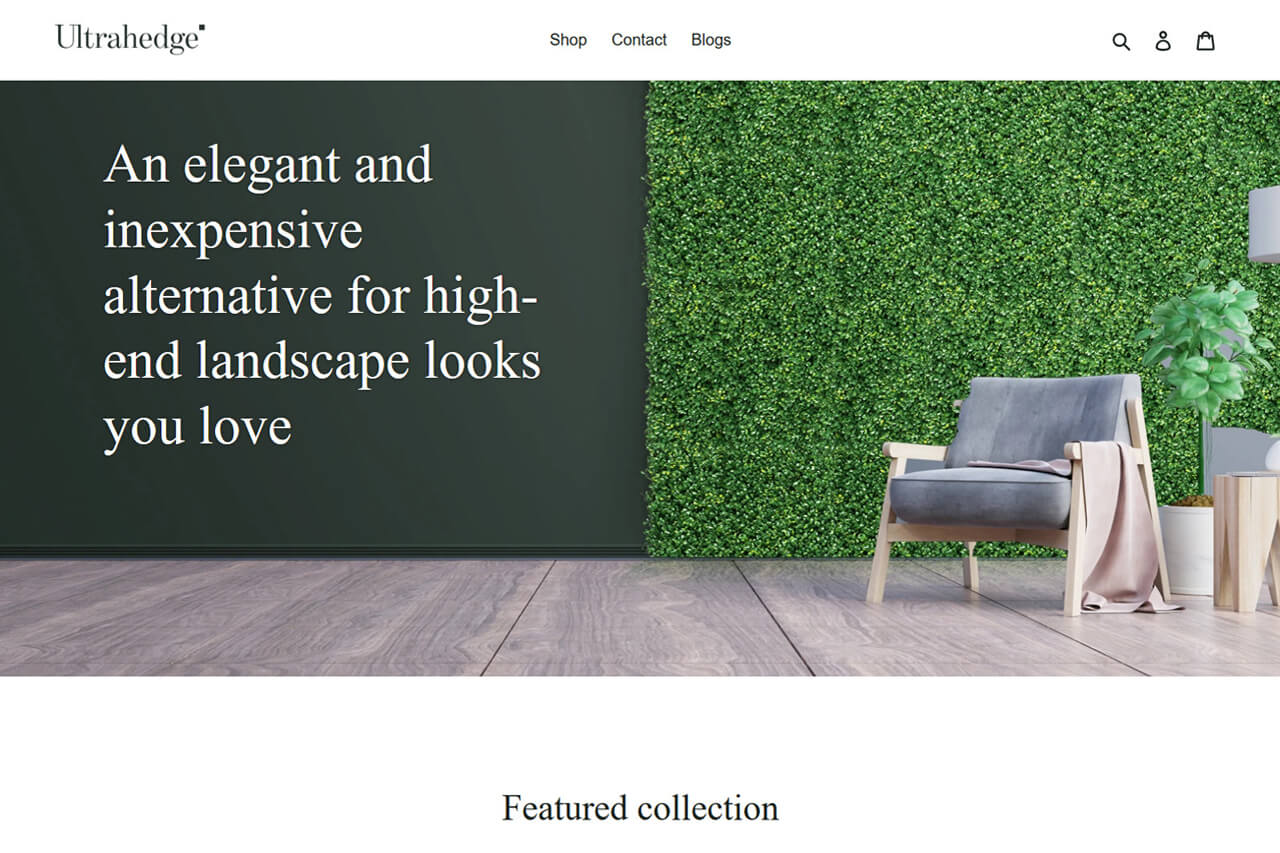 Ultrahedge
Shop Contact Blogs
An elegant and
inexpensive
alternative for high-
end landscape looks
you love
Featured collection